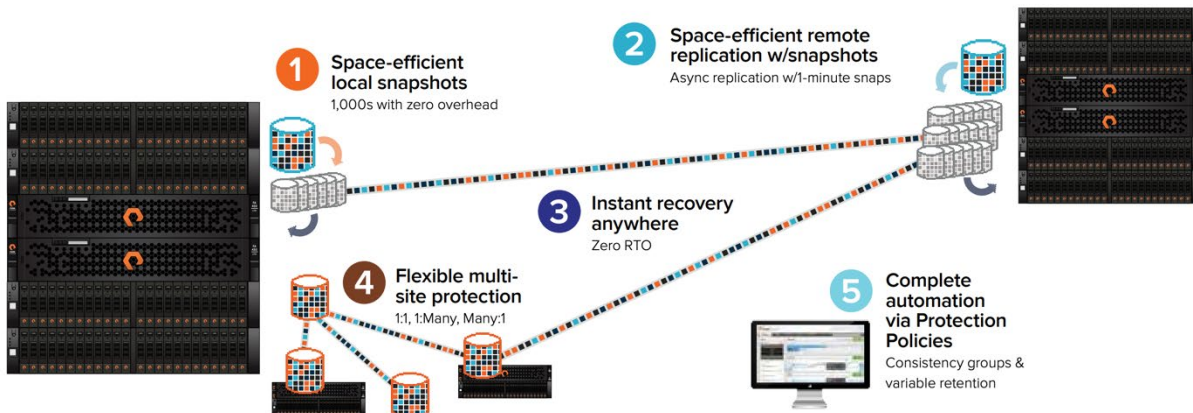 1
Space-efficient
local snapshots
1,000s with zero overhead
2
Space-efficient remote
replication w/snapshots
Async replication w/1-minute snaps
3
Instant recovery
anywhere
Zero RTO
4
Flexible multi-
site protection
1:1, 1:Many, Many:1
5
Complete
automation
via Protection
Policies
Consistency groups &
variable retention